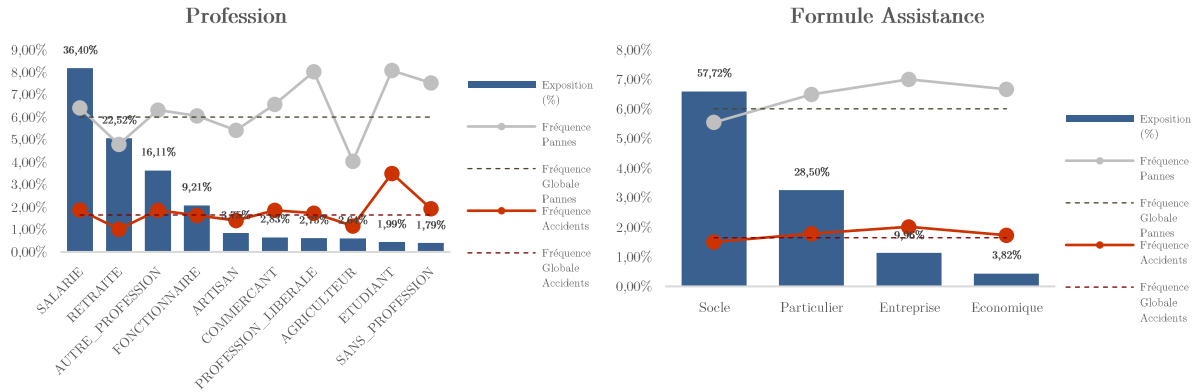 Profession
9,00%
8,00%
7,00%
6,00%
5,00%
4,00%
3,00%
2,00%
1,00%
0,00%
36,40%
22,52%
16,11%
9,21%
2,83%
1,99%
1,79%
SALARIE
RETRAITE
AUTRE_PROFESSION
FONCTIONNAIRE
ARTISAN
COMMERCANT
PROFESSION_LIBERALE
AGRICULTEUR
ETUDIANT
SANS_PROFESSION
Exposition
(%)
Fréquence
Pannes
Fréquence
Globale
Pannes
Fréquence
Accidents
Fréquence
Globale
Accidents
Formule Assistance
8,00%
7,00%
6,00%
5,00%
4,00%
3,00%
2,00%
1,00%
0,00%
57,72%
28,50%
9,96%
3,82%
Socle
Particulier
Entreprise
Economique
Exposition
(%)
Fréquence
Pannes
Fréquence
Globale
Pannes
Fréquence
Accidents
Fréquence
Globale
Accidents